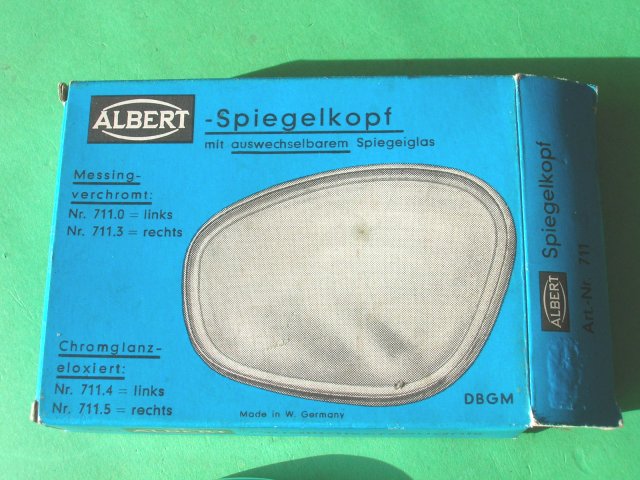 ALBERT
-Spiegelkopf
mit auswechselbarem Spiegelglas
Messing-
verchromt:
Nr. 711.0 = links
Nr. 711.3 = rechts
Chromglanz-
eloxiert:
Nr. 711.4 = links
Nr. 711.5 = rechts
Made in W. Germany
DBGM
ALBERT
Spiegelkopf
Art.-Nr. 711